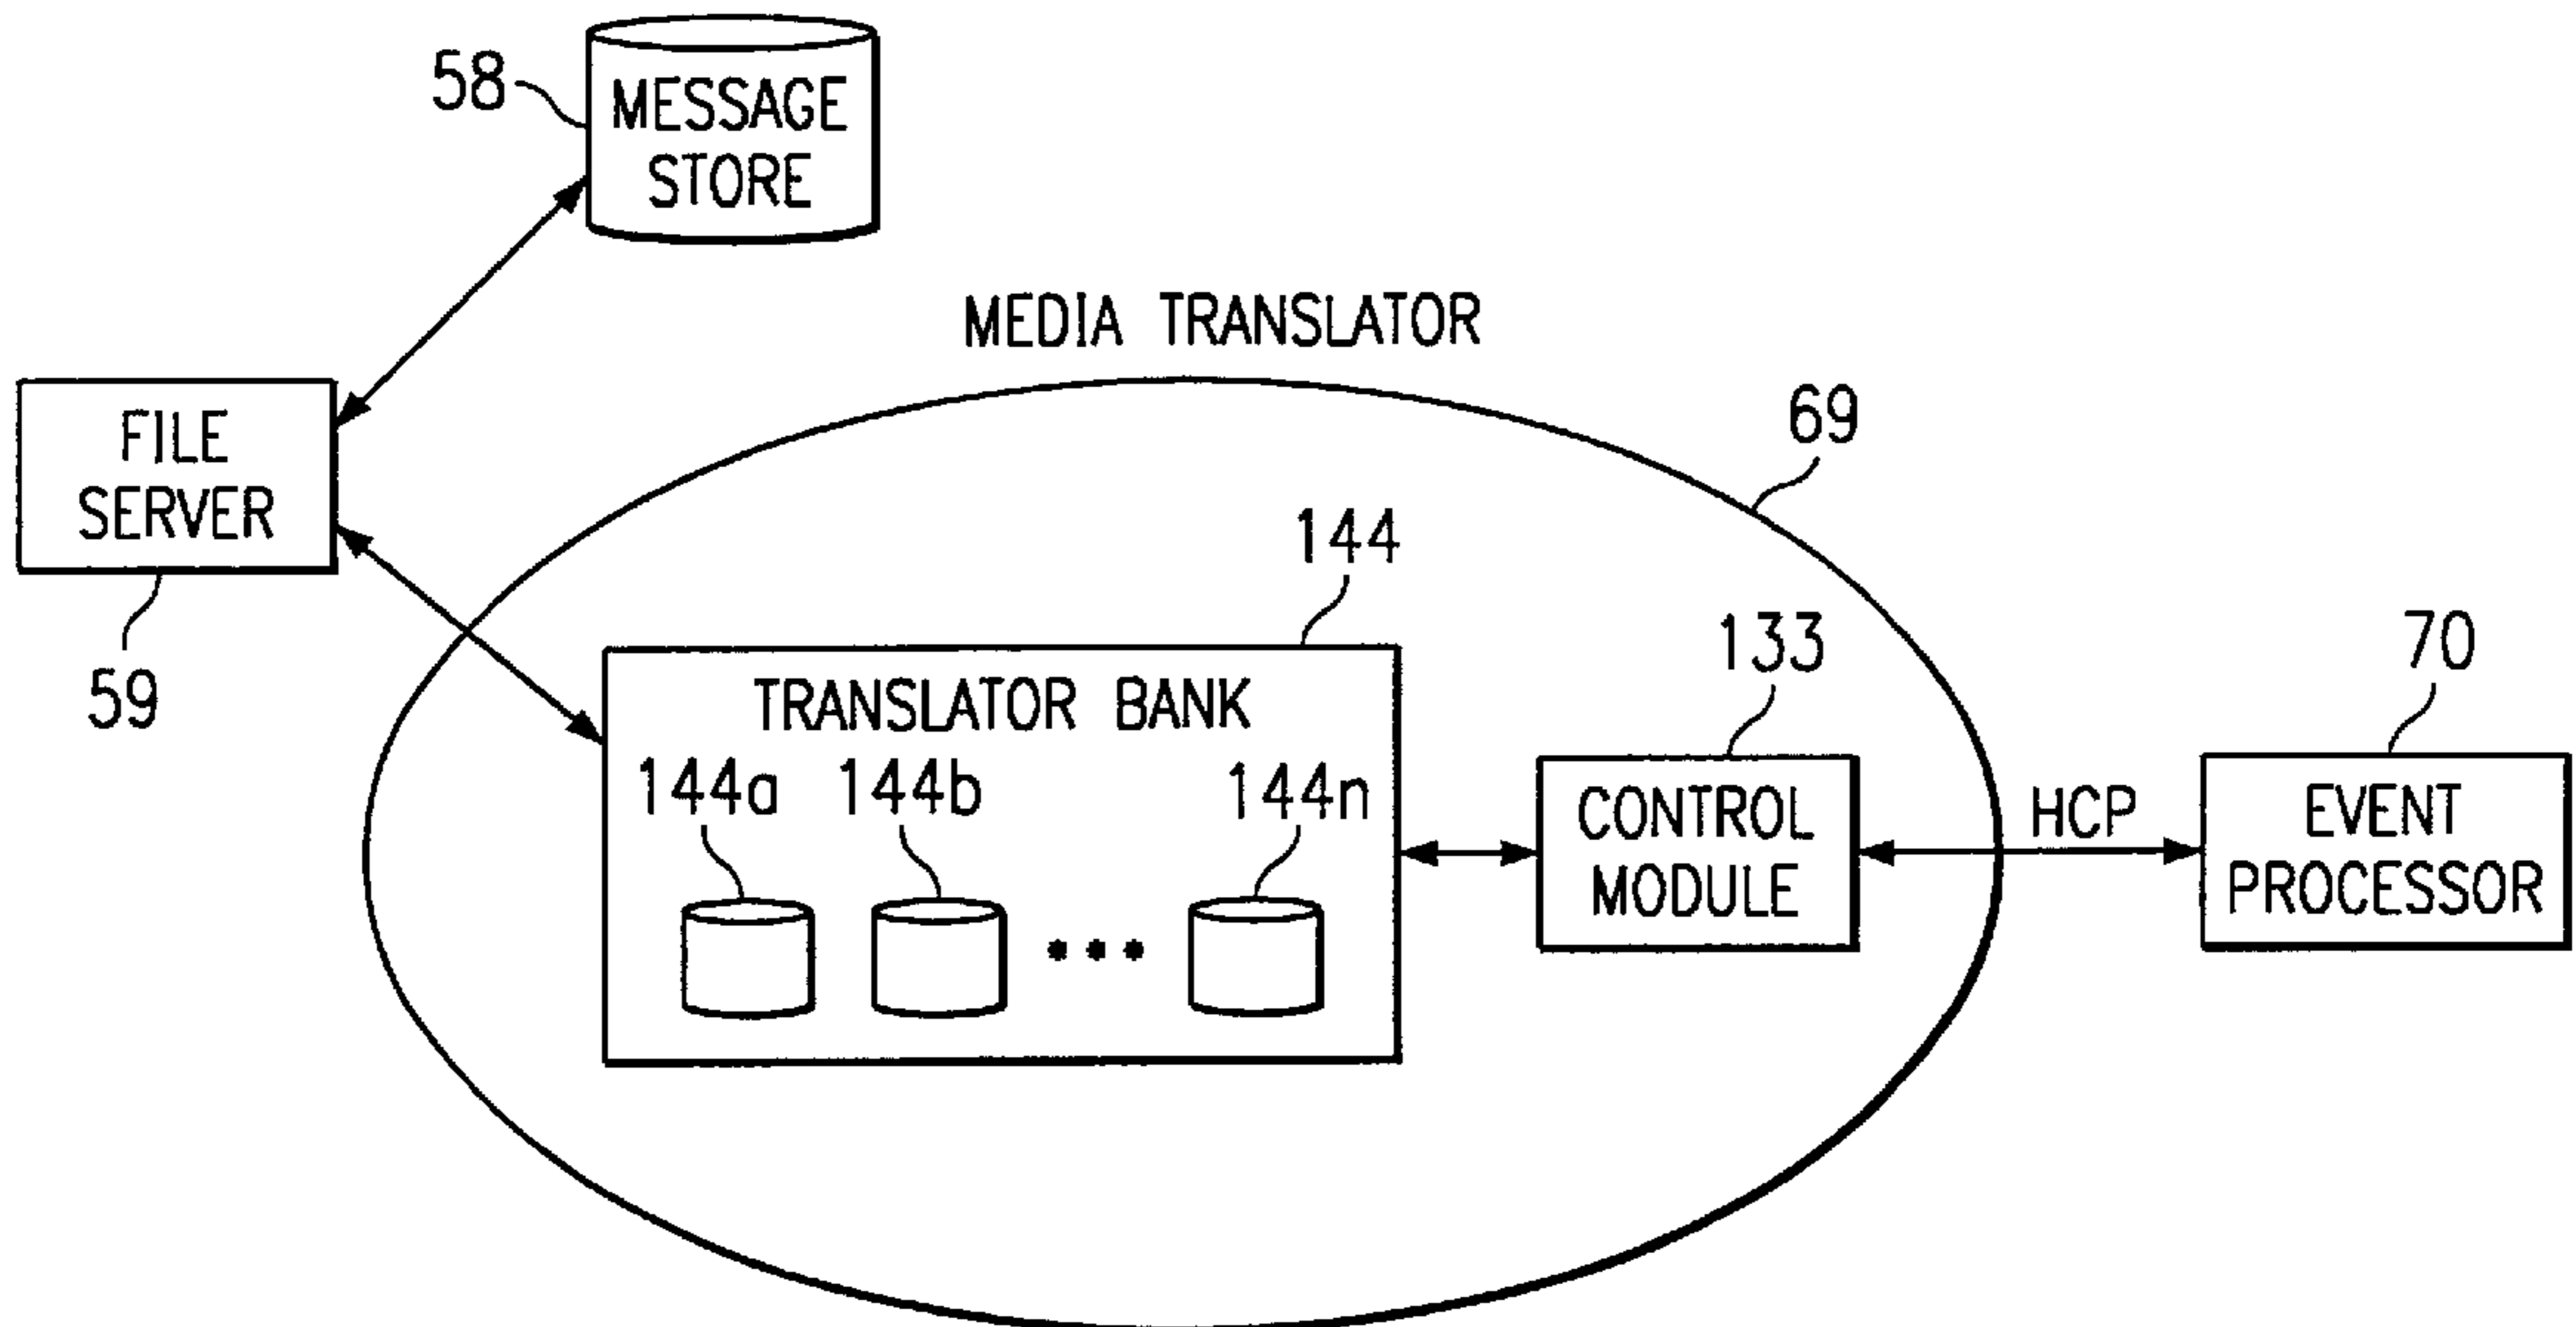 58
MESSAGE
STORE
MEDIA TRANSLATOR
FILE
SERVER
59
69
144
TRANSLATOR BANK
144a 144b 144n
133
CONTROL
MODULE
HCP
70
EVENT
PROCESSOR